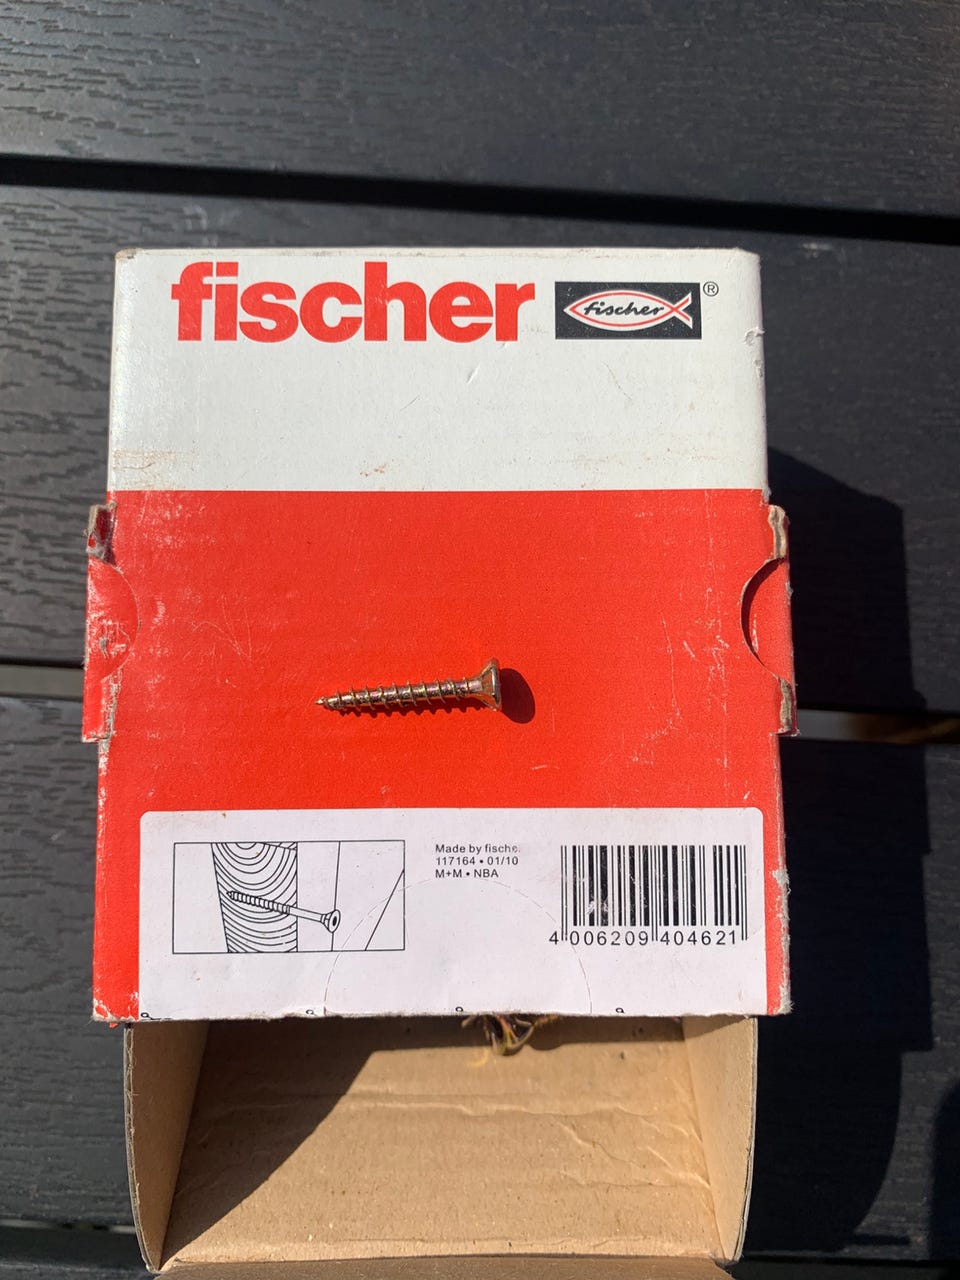 fischer
fischer ®
Made by fische
117164 • 01/10
M+M • NBA
4 006209 404621